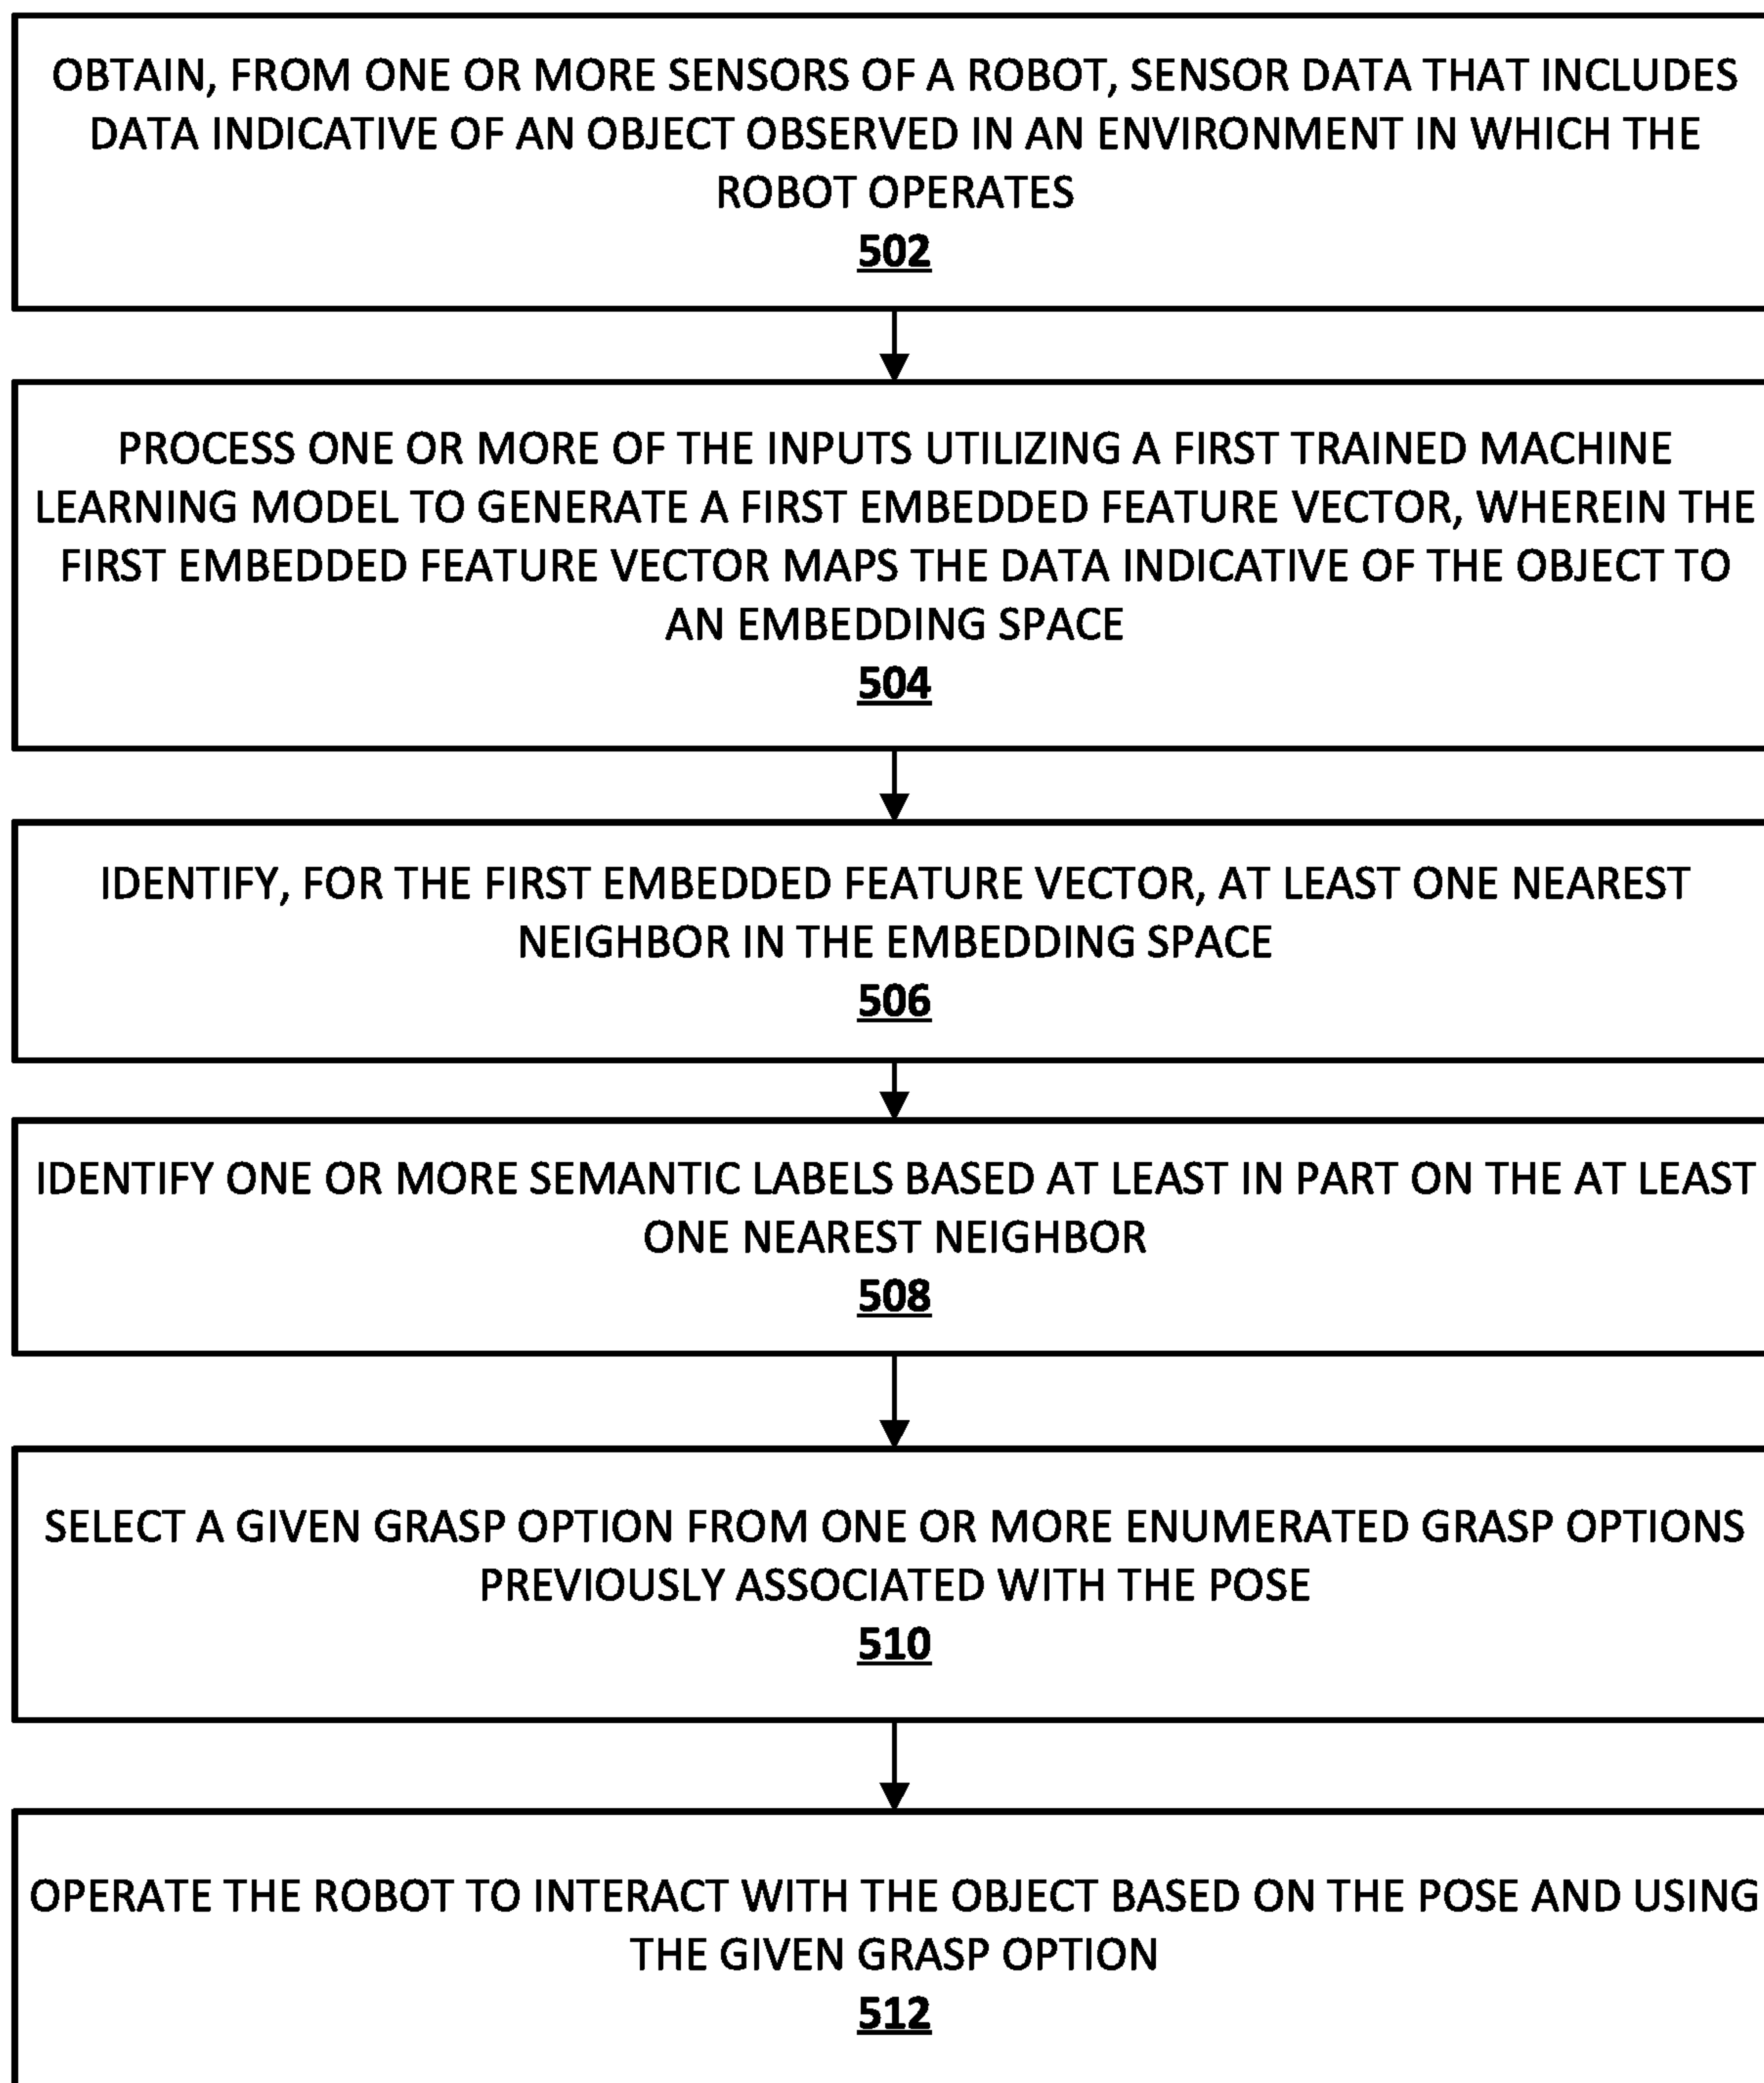 OBTAIN, FROM ONE OR MORE SENSORS OF A ROBOT, SENSOR DATA THAT INCLUDES
DATA INDICATIVE OF AN OBJECT OBSERVED IN AN ENVIRONMENT IN WHICH THE
ROBOT OPERATES
502
PROCESS ONE OR MORE OF THE INPUTS UTILIZING A FIRST TRAINED MACHINE
LEARNING MODEL TO GENERATE A FIRST EMBEDDED FEATURE VECTOR, WHEREIN THE
FIRST EMBEDDED FEATURE VECTOR MAPS THE DATA INDICATIVE OF THE OBJECT TO
AN EMBEDDING SPACE
504
IDENTIFY, FOR THE FIRST EMBEDDED FEATURE VECTOR, AT LEAST ONE NEAREST
NEIGHBOR IN THE EMBEDDING SPACE
506
IDENTIFY ONE OR MORE SEMANTIC LABELS BASED AT LEAST IN PART ON THE AT LEAST
ONE NEAREST NEIGHBOR
508
SELECT A GIVEN GRASP OPTION FROM ONE OR MORE ENUMERATED GRASP OPTIONS
PREVIOUSLY ASSOCIATED WITH THE POSE
510
OPERATE THE ROBOT TO INTERACT WITH THE OBJECT BASED ON THE POSE AND USING
THE GIVEN GRASP OPTION
512